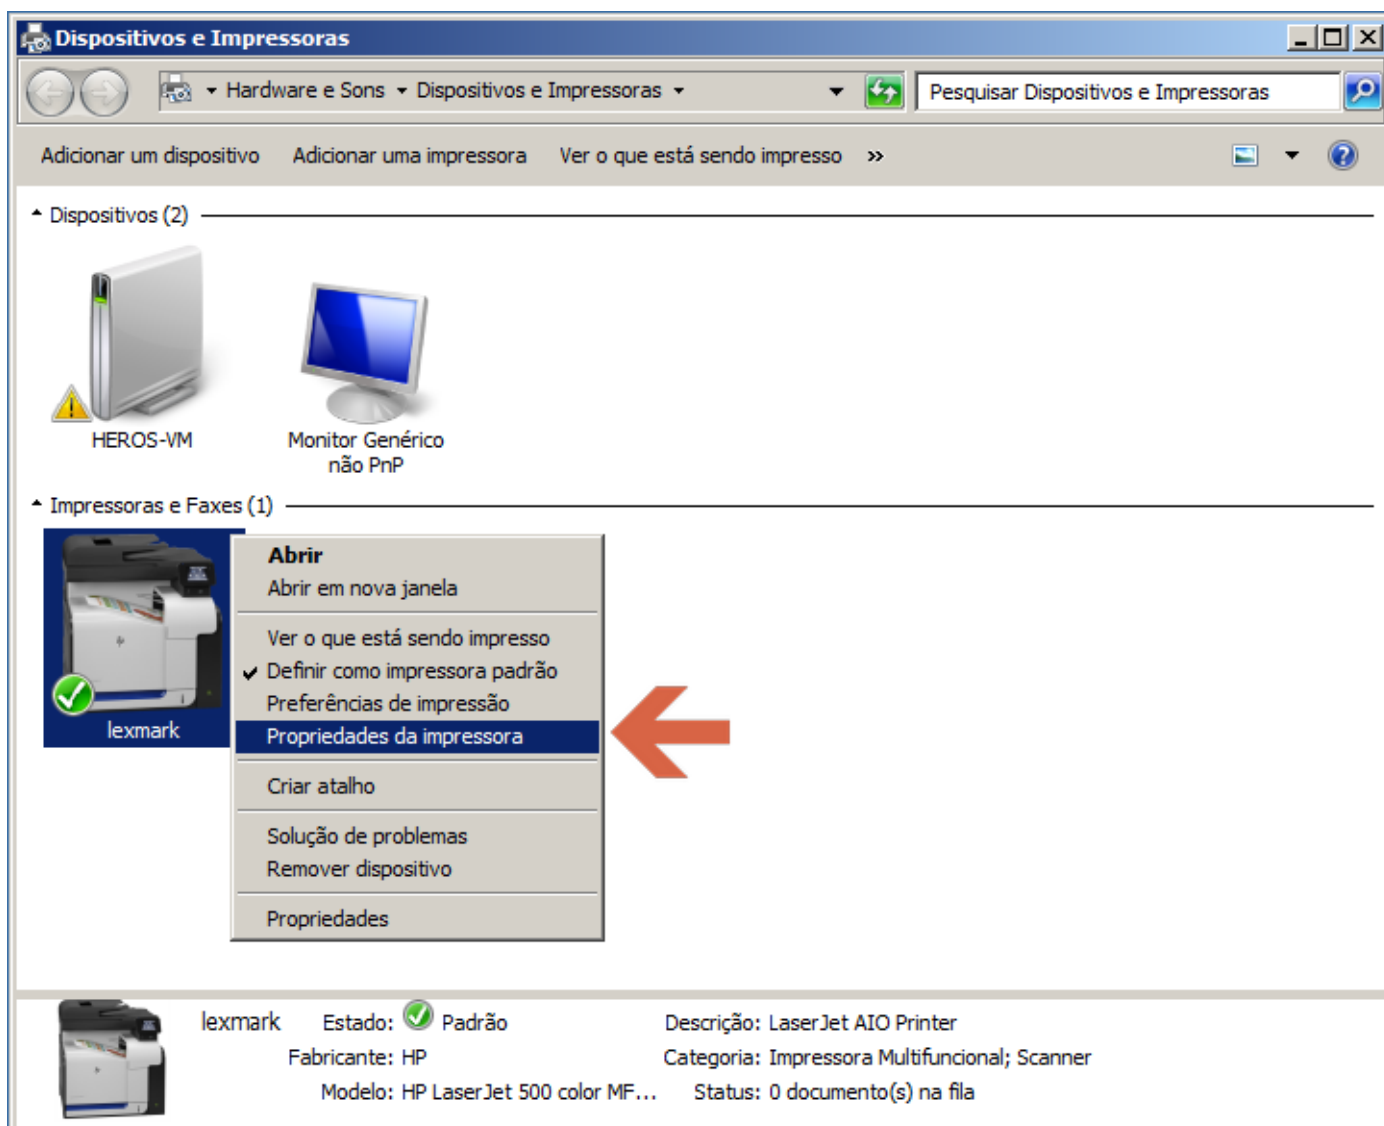 Dispositivos e Impressoras
Hardware e Sons Dispositivos e Impressoras
Pesquisar Dispositivos e Impressoras
Adicionar um dispositivo Adicionar uma impressora Ver o que está sendo impresso »
Dispositivos (2)
HEROS-VM
Monitor Genérico
não PnP
Impressoras e Faxes (1)
lexmark
Abrir
Abrir em nova janela
Ver o que está sendo impresso
Definir como impressora padrão
Preferências de impressão
Propriedades da impressora
Criar atalho
Solução de problemas
Remover dispositivo
Propriedades
lexmark Estado: Padrão Descrição: LaserJet AIO Printer
Fabricante: HP Categoria: Impressora Multifuncional; Scanner
Modelo: HP LaserJet 500 color MF... Status: 0 documento(s) na fila